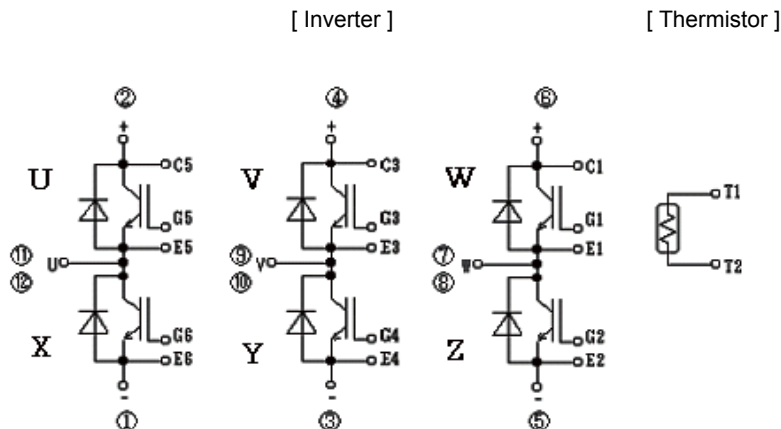 [ Inverter ] [ Thermistor ]
② ④ ⑥
+ + +
C5 C3 C1
U V W
T1
G5 G3 G1
E5 E3 E1
⑪ U ⑨ V ⑦ W
T2
⑫ ⑩ ⑧
X Y Z
G6 G4 G2
E6 E4 E2
- - -
① ③ ⑤